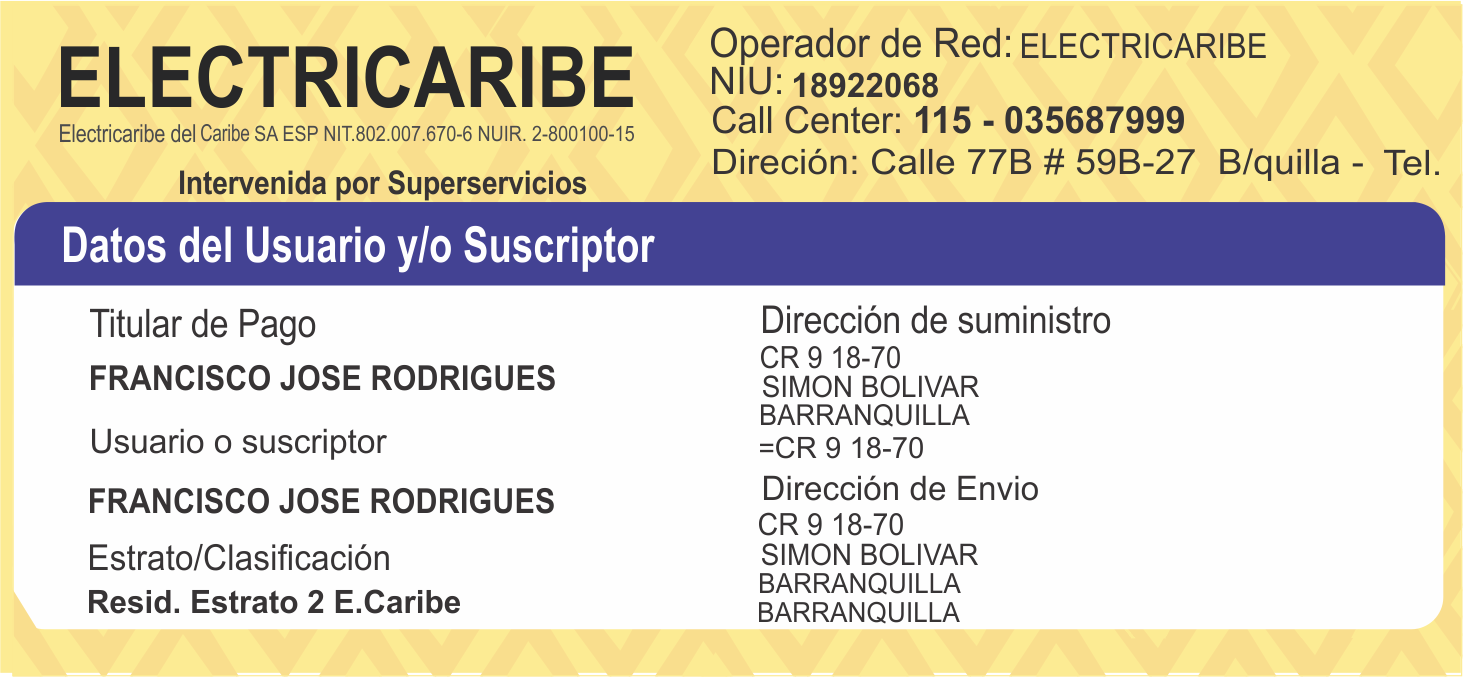 ELECTRICARIBE
Electricaribe del Caribe SA ESP NIT.802.007.670-6 NUIR. 2-800100-15
Intervenida por Superservicios
Operador de Red: ELECTRICARIBE
NIU: 18922068
Call Center: 115 - 035687999
Direción: Calle 77B # 59B-27 B/quilla - Tel.
Datos del Usuario y/o Suscriptor
Titular de Pago
FRANCISCO JOSE RODRIGUES
Usuario o suscriptor
FRANCISCO JOSE RODRIGUES
Estrato/Clasificación
Resid. Estrato 2 E.Caribe
Dirección de suministro
CR 9 18-70
SIMON BOLIVAR
BARRANQUILLA
=CR 9 18-70
Dirección de Envio
CR 9 18-70
SIMON BOLIVAR
BARRANQUILLA
BARRANQUILLA